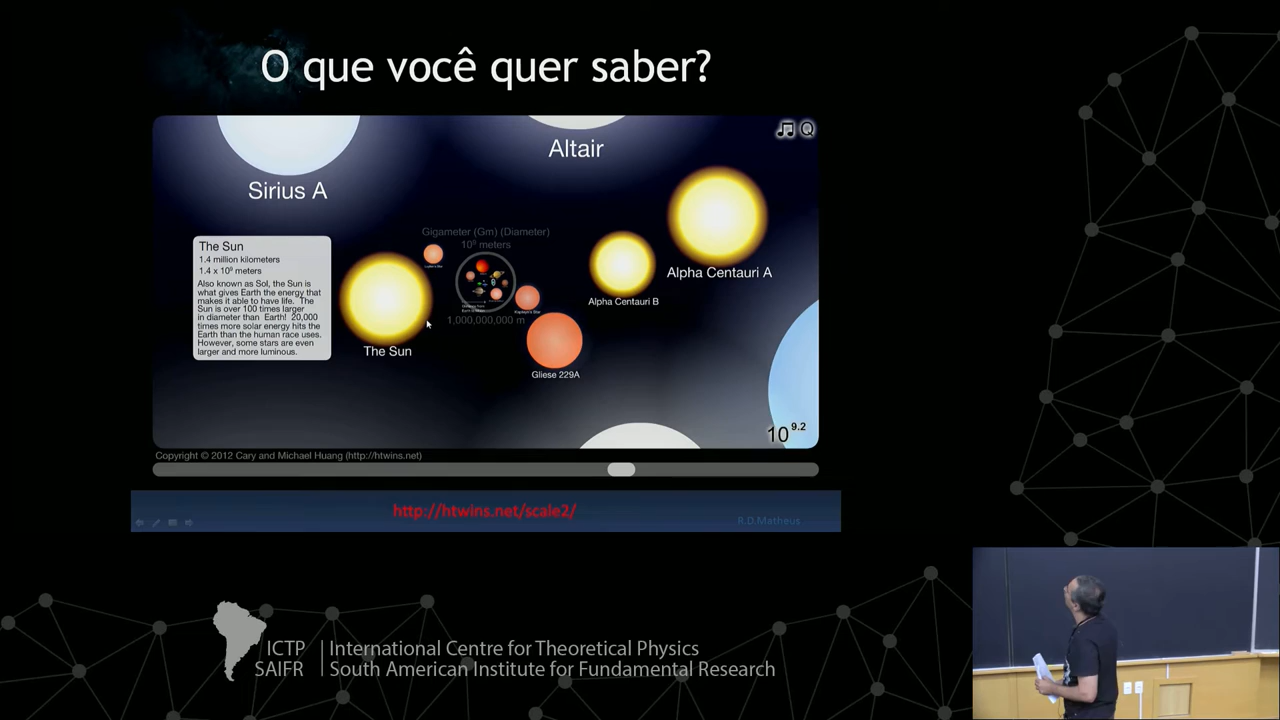 O que você quer saber?
Altair
Sirius A
The Sun
1.4 million kilometers
1.4 x 10⁹ meters
Also known as Sol, the Sun is
what gives Earth the energy that
makes it able to have life. The
Sun is over 100 times larger
in diameter than Earth! 20,000
times more solar energy hits the
Earth than the human race uses.
However, some stars are even
larger and more luminous.
The Sun
Gigameter (Gm) (Diameter)
10⁹ meters
1,000,000,000 m
Gliese 229A
Alpha Centauri B
Alpha Centauri A
10^9.2
Copyright © 2012 Cary and Michael Huang (http://htwins.net)
http://htwins.net/scale2/
R.D.Matheus
ICTP
SAIFR
International Centre for Theoretical Physics
South American Institute for Fundamental Research